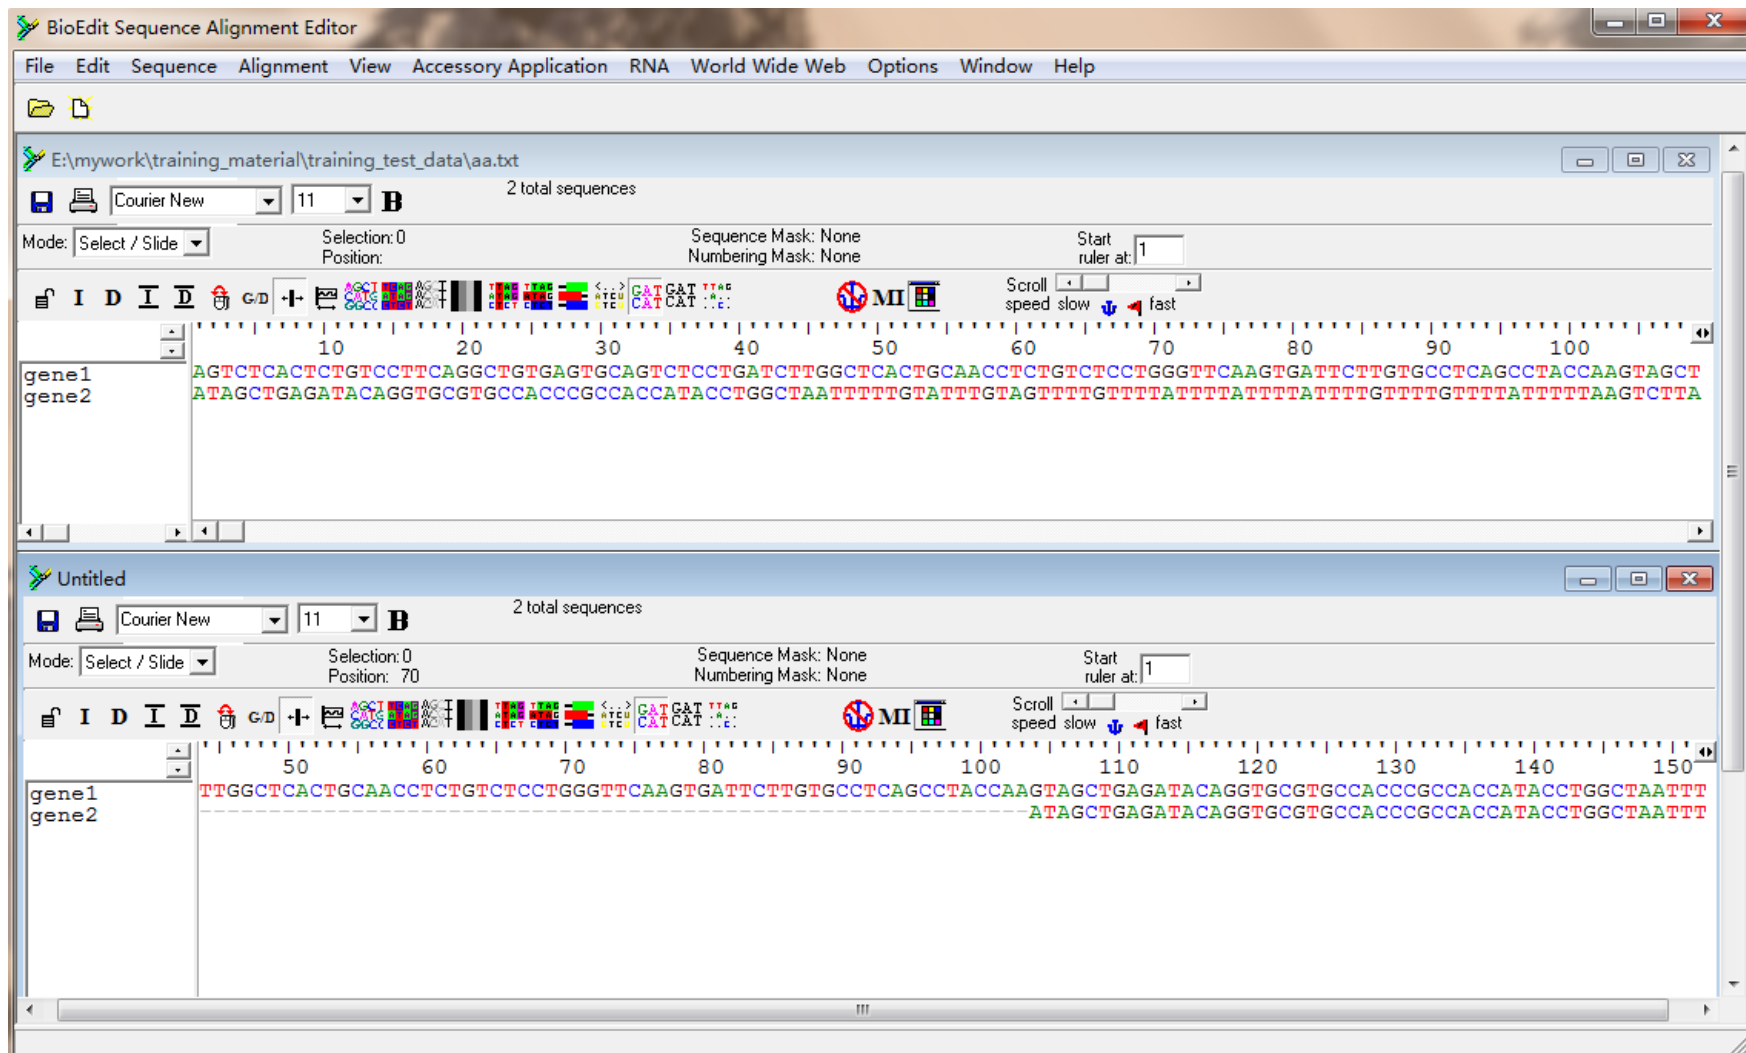 BioEdit Sequence Alignment Editor
File Edit Sequence Alignment View Accessory Application RNA World Wide Web Options Window Help
E:\mywork\training_material\training_test_data\aa.txt
Courier New 11 B 2 total sequences
Mode: Select / Slide Selection: 0 Sequence Mask: None Start
Position: Numbering Mask: None ruler at: 1
I D I D G/D MI Scroll
speed slow fast
10 20 30 40 50 60 70 80 90 100
gene1 AGTCTCACTCTGTCCTTCAGGCTGTGAGTGCAGTCTCCTGATCTTGGCTCACTGCAACCTCTGTCTCCTGGGTTCAAGTGATTCTTGTGCCTCAGCCTACCAAGTAGCT
gene2 ATAGCTGAGATACAGGTGCGTGCCACCCGCCACCATACCTGGCTAATTTTTGTATTTGTAGTTTTGTTTTATTTTATTTTATTTTGTTTTGTTTTATTTTTAAGTCTTA
Untitled
Courier New 11 B 2 total sequences
Mode: Select / Slide Selection: 0 Sequence Mask: None Start
Position: 70 Numbering Mask: None ruler at: 1
I D I D G/D MI Scroll
speed slow fast
50 60 70 80 90 100 110 120 130 140 150
gene1 TTGGCTCACTGCAACCTCTGTCTCCTGGGTTCAAGTGATTCTTGTGCCTCAGCCTACCAAGTAGCTGAGATACAGGTGCGTGCCACCCGCCACCATACCTGGCTAATTT
gene2 ------------------------------------------------------------ATAGCTGAGATACAGGTGCGTGCCACCCGCCACCATACCTGGCTAATTT